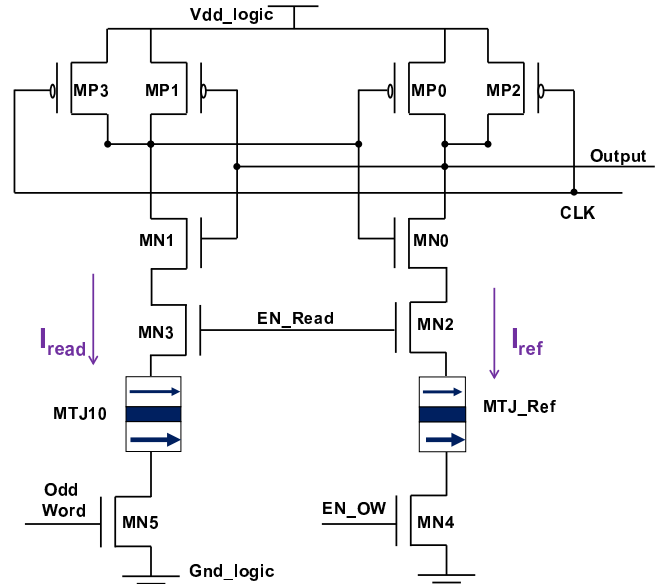 Vdd_logic
MP3
MP1
MP0
MP2
Output
CLK
MN1
MN0
EN_Read
MN3
MN2
Iread
Iref
MTJ10
MTJ_Ref
Odd
Word
EN_OW
MN5
MN4
Gnd_logic